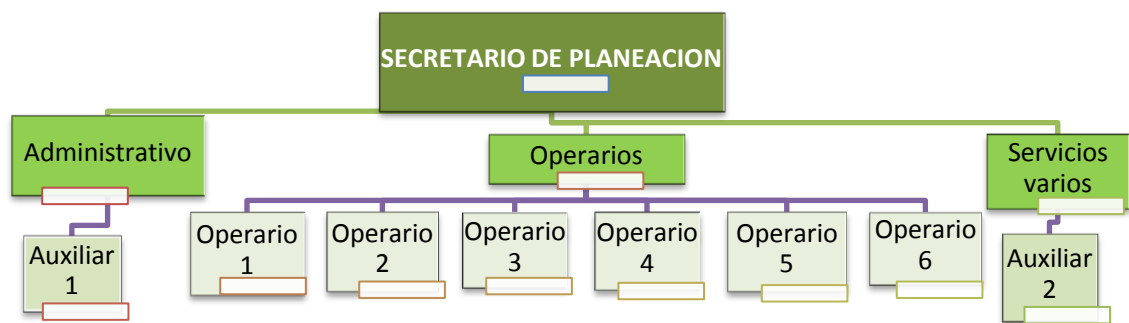 SECRETARIO DE PLANEACION
Administrativo
Operarios
Servicios
varios
Auxiliar
1
Operario
1
Operario
2
Operario
3
Operario
4
Operario
5
Operario
6
Auxiliar
2